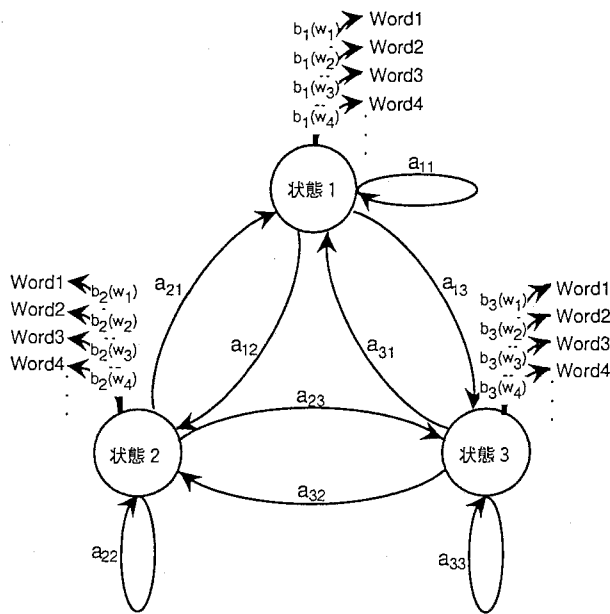 b₁(w₁) Word1
b₁(w₂) Word2
b₁(w₃) Word3
b₁(w₄) Word4
状態 1
a₁₁
a₂₁
a₁₂
a₃₁
a₁₃
Word1 b₂(w₁)
Word2 b₂(w₂)
Word3 b₂(w₃)
Word4 b₂(w₄)
b₃(w₁) Word1
b₃(w₂) Word2
b₃(w₃) Word3
b₃(w₄) Word4
a₂₃
状態 2
状態 3
a₃₂
a₂₂
a₃₃